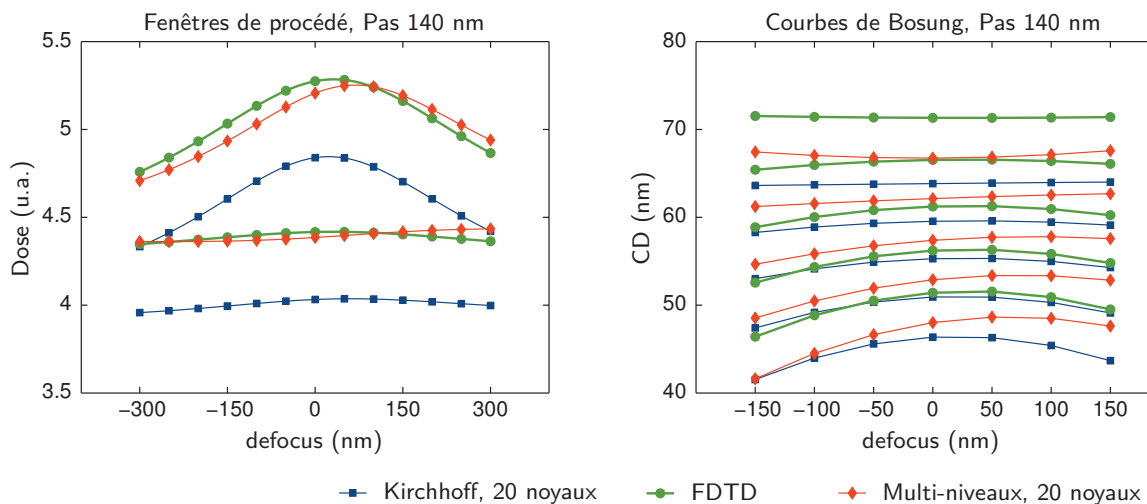 Fenêtres de procédé, Pas 140 nm
5.5
5
4.5
4
3.5
Dose (u.a.)
−300 −150 0 150 300
defocus (nm)
Courbes de Bosung, Pas 140 nm
80
70
60
50
40
CD (nm)
−150 −100 −50 0 50 100 150
defocus (nm)
Kirchhoff, 20 noyaux FDTD Multi-niveaux, 20 noyaux